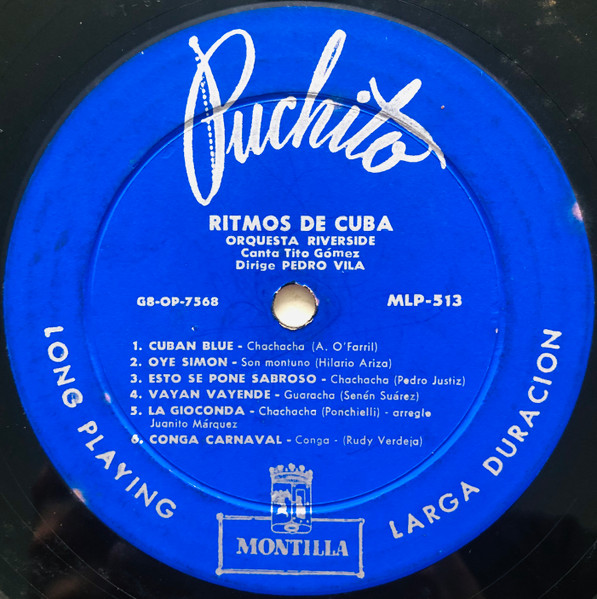 Puchito
RITMOS DE CUBA
ORQUESTA RIVERSIDE
Canta Tito Gómez
Dirige PEDRO VILA
G8-OP-7568
MLP-513
1. CUBAN BLUE - Chachacha (A. O'Farril)
2. OYE SIMON - Son montuno (Hilario Ariza)
3. ESTO SE PONE SABROSO - Chachacha (Pedro Justiz)
4. VAYAN VAYENDE - Guaracha (Senén Suárez)
5. LA GIOCONDA - Chachacha (Ponchielli) - arregle
Juanito Márquez
6. CONGA CARNAVAL - Conga - (Rudy Verdeja)
LONG PLAYING
LARGA DURACION
MONTILLA